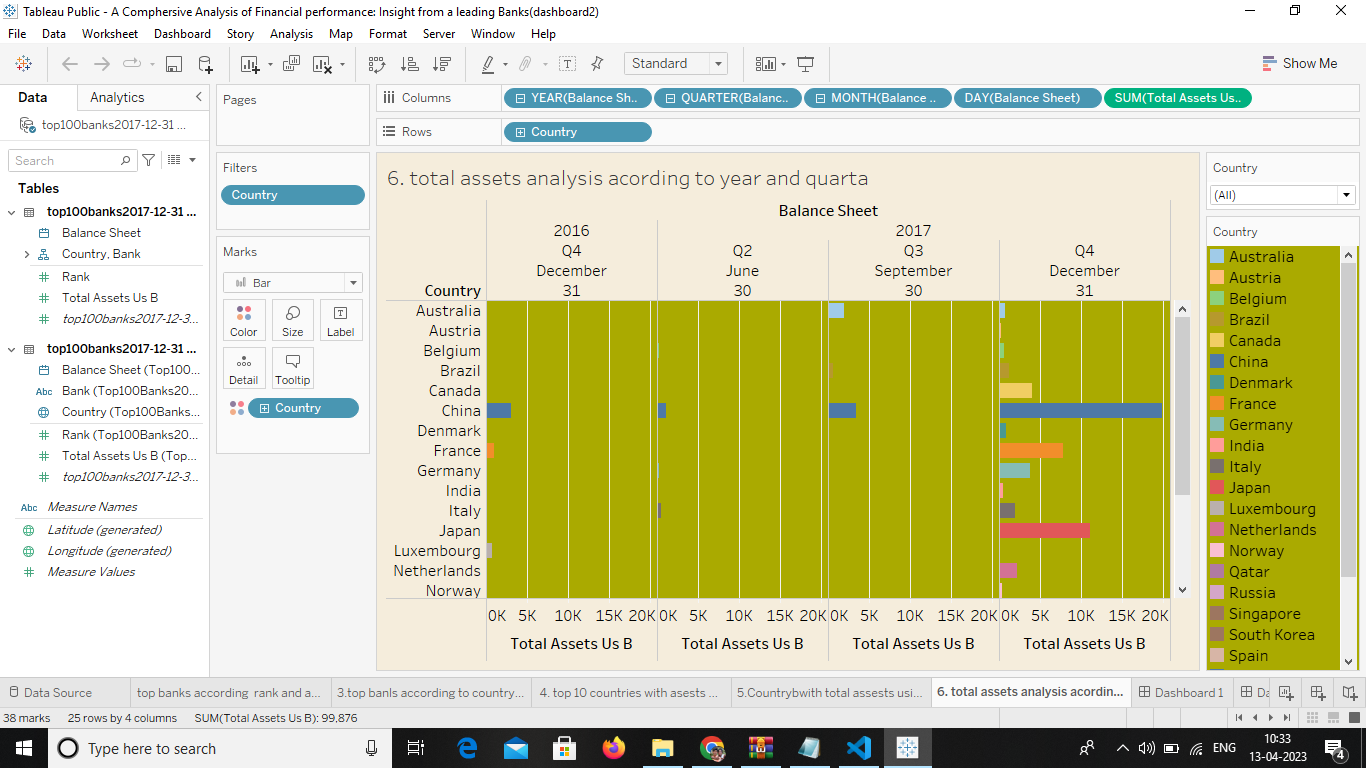 Tableau Public - A Comphersive Analysis of Financial performance: Insight from a leading Banks(dashboard2)
File Data Worksheet Dashboard Story Analysis Map Format Server Window Help
Standard
Show Me
Data Analytics
top100banks2017-12-31 ...
Search
Tables
top100banks2017-12-31 ...
Balance Sheet
Country, Bank
Rank
Total Assets Us B
top100banks2017-12-3...
top100banks2017-12-31 ...
Balance Sheet (Top100...
Abc Bank (Top100Banks20...
Country (Top100Banks...
Rank (Top100Banks20...
Total Assets Us B (Top...
top100banks2017-12-3...
Abc Measure Names
Latitude (generated)
Longitude (generated)
Measure Values
Pages
Filters
Country
Marks
Bar
Color Size Label
Detail Tooltip
Country
Columns YEAR(Balance Sh.. QUARTER(Balanc.. MONTH(Balance .. DAY(Balance Sheet) SUM(Total Assets Us..
Rows Country
6. total assets analysis acording to year and quarta
Balance Sheet
2016 2017
Q4 Q2 Q3 Q4
December June September December
Country 31 30 30 31
Australia
Austria
Belgium
Brazil
Canada
China
Denmark
France
Germany
India
Italy
Japan
Luxembourg
Netherlands
Norway
0K 5K 10K 15K 20K 0K 5K 10K 15K 20K 0K 5K 10K 15K 20K 0K 5K 10K 15K 20K
Total Assets Us B Total Assets Us B Total Assets Us B Total Assets Us B
Country
(All)
Country
Australia
Austria
Belgium
Brazil
Canada
China
Denmark
France
Germany
India
Italy
Japan
Luxembourg
Netherlands
Norway
Qatar
Russia
Singapore
South Korea
Spain
Data Source top banks according rank and a... 3.top banls according to country... 4. top 10 countries with asests ... 5.Countrybwith total assests usi... 6. total assets analysis acordin... Dashboard 1 Da
38 marks 25 rows by 4 columns SUM(Total Assets Us B): 99.876
Type here to search
ENG
10:33
13-04-2023
4